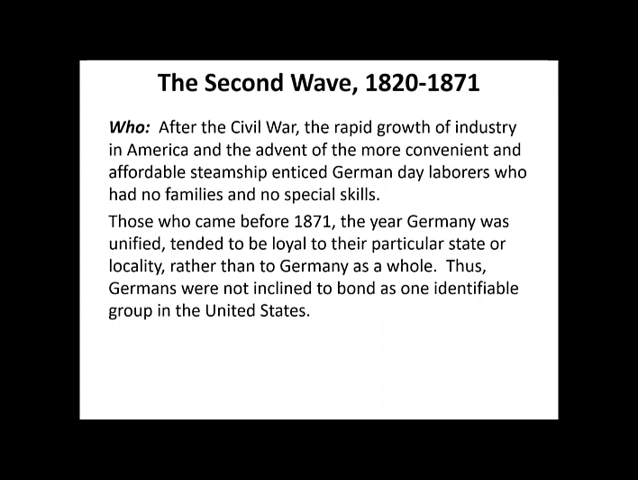 The Second Wave, 1820-1871
Who: After the Civil War, the rapid growth of industry
in America and the advent of the more convenient and
affordable steamship enticed German day laborers who
had no families and no special skills.
Those who came before 1871, the year Germany was
unified, tended to be loyal to their particular state or
locality, rather than to Germany as a whole. Thus,
Germans were not inclined to bond as one identifiable
group in the United States.